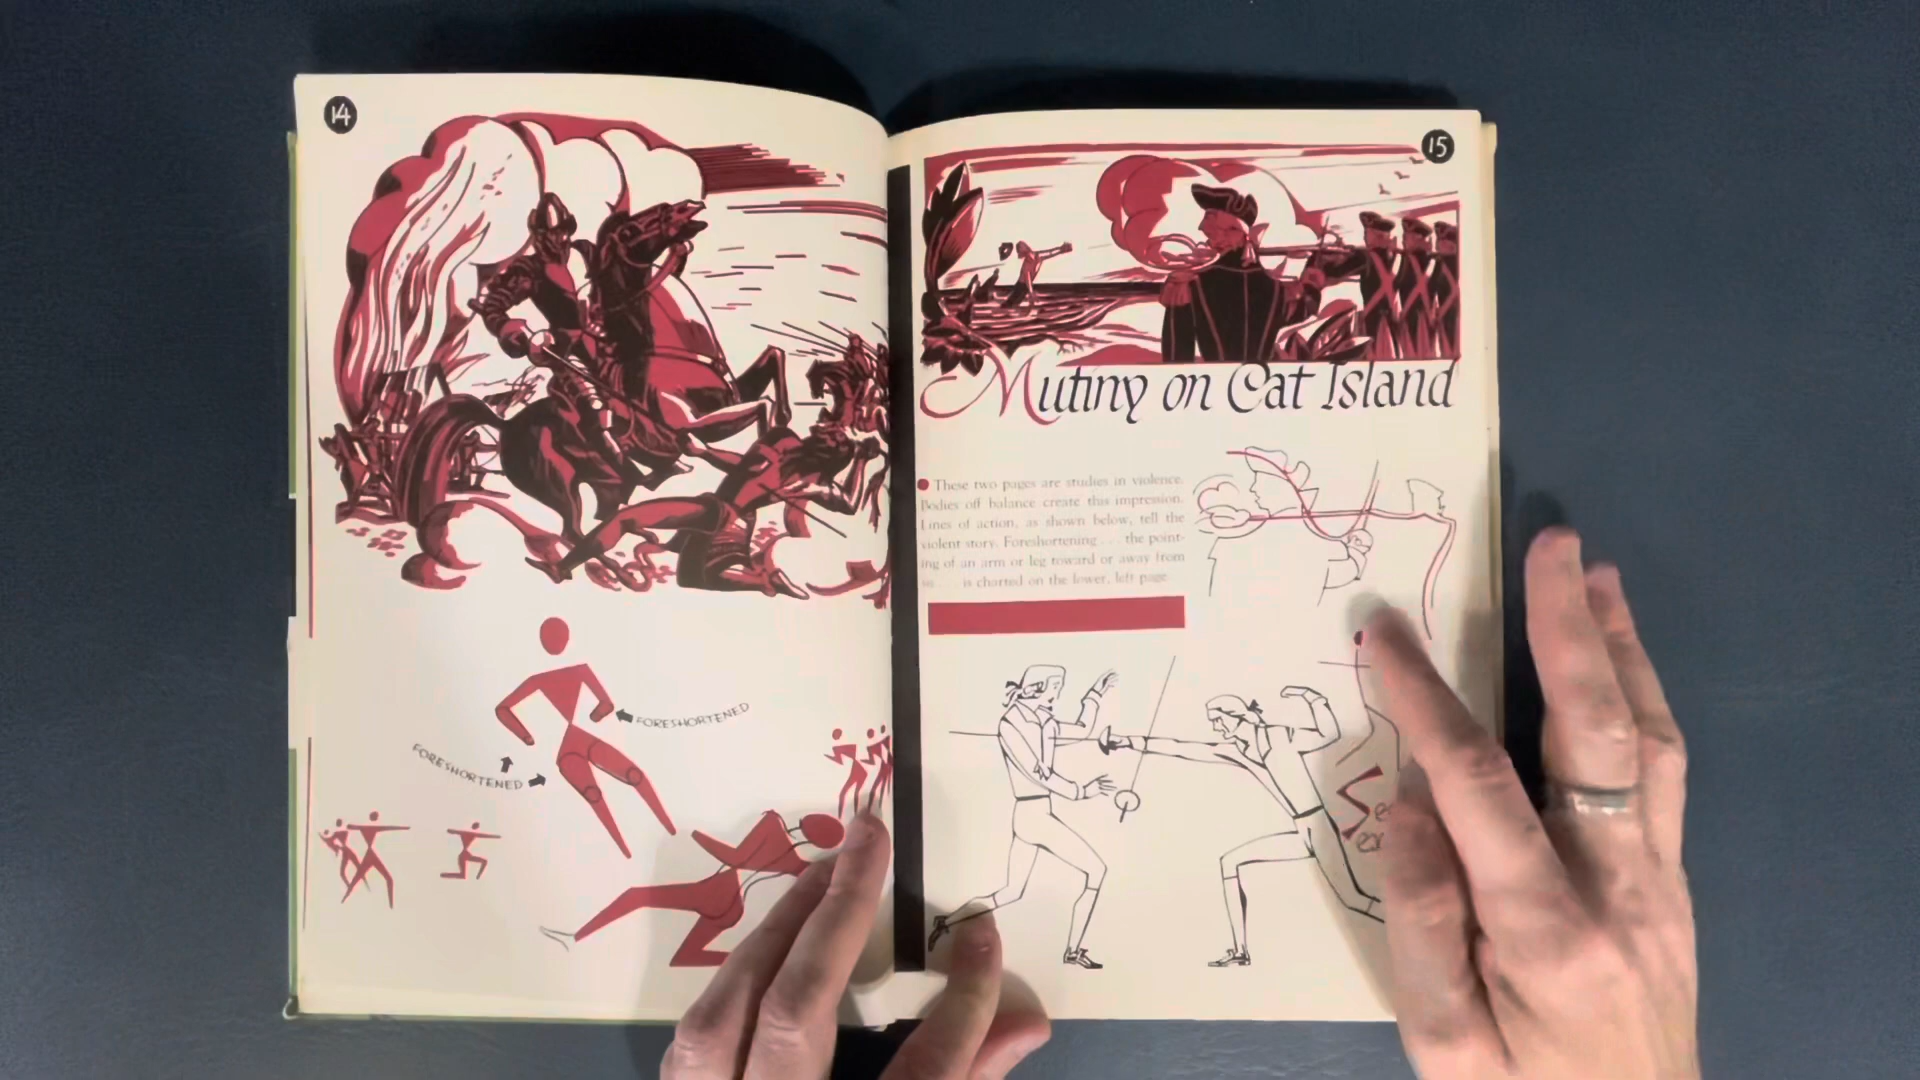 14
FORESHORTENED
FORESHORTENED
15
Mutiny on Cat Island
These two pages are studies in violence.
Bodies off balance create this impression.
Lines of action, as shown below, tell the
violent story. Foreshortening . . . the point-
ing of an arm or leg toward or away from
us . . . is charted on the lower, left page.